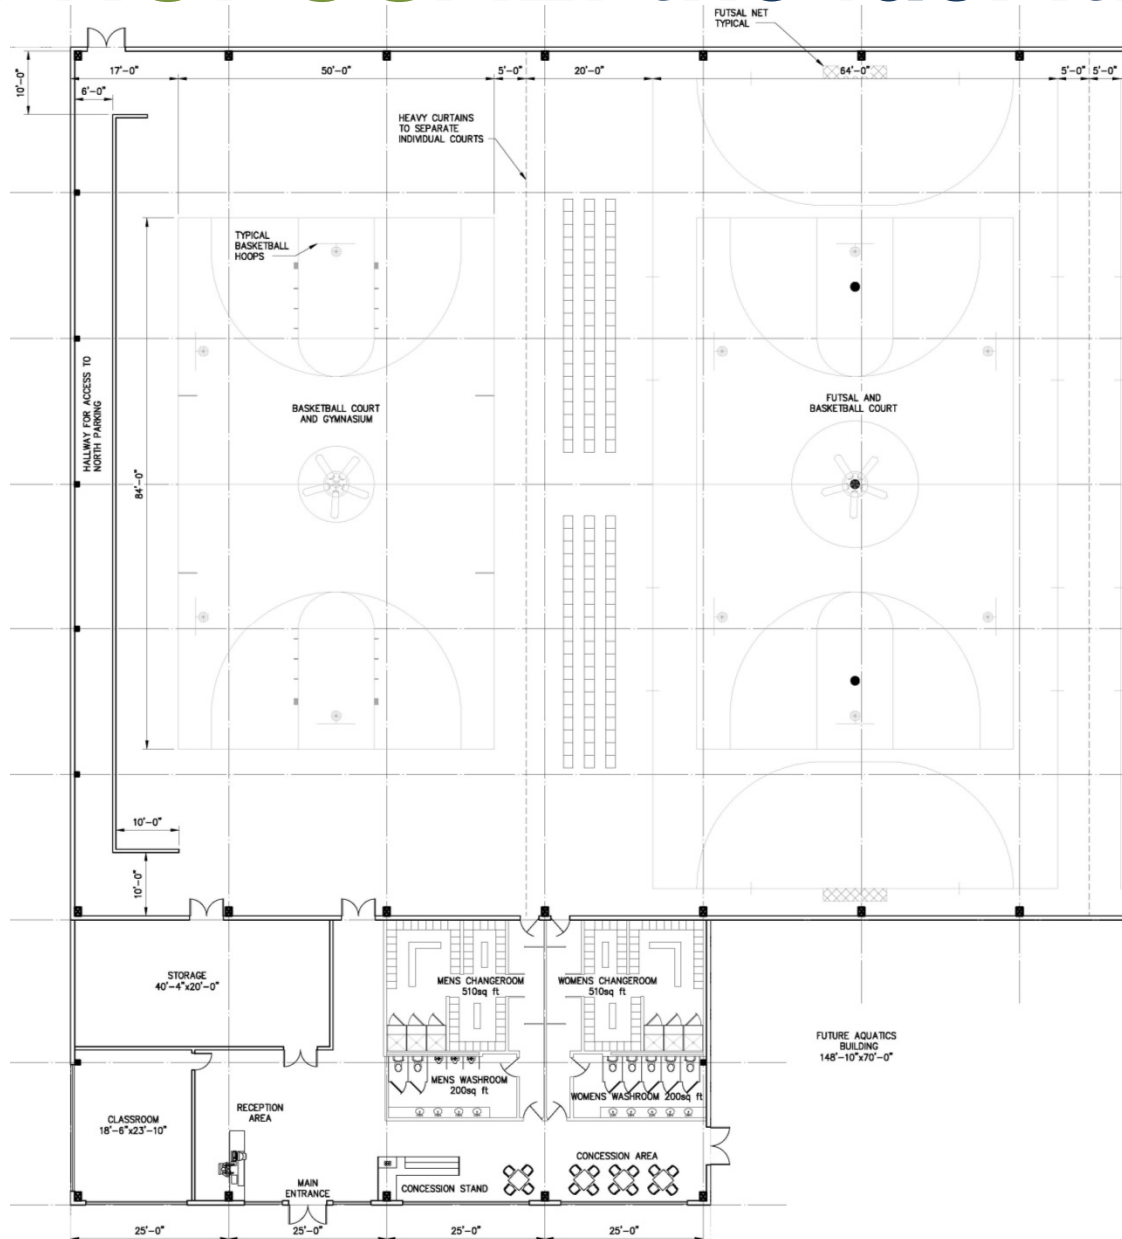 FUTSAL NET
TYPICAL
10'-0"
17'-0"
50'-0"
5'-0"
20'-0"
64'-0"
5'-0"
5'-0"
6'-0"
HEAVY CURTAINS
TO SEPARATE
INDIVIDUAL COURTS
TYPICAL
BASKETBALL
HOOPS
HALLWAY FOR ACCESS TO
NORTH PARKING
BASKETBALL COURT
AND GYMNASIUM
FUTSAL AND
BASKETBALL COURT
84'-0"
10'-0"
10'-0"
STORAGE
40'-4"x20'-0"
MENS CHANGEROOM
510sq ft
WOMENS CHANGEROOM
510sq ft
FUTURE AQUATICS
BUILDING
148'-10"x70'-0"
MENS WASHROOM
200sq ft
WOMENS WASHROOM 200sq ft
RECEPTION
AREA
CLASSROOM
18'-6"x23'-10"
CONCESSION AREA
MAIN
ENTRANCE
CONCESSION STAND
25'-0"
25'-0"
25'-0"
25'-0"